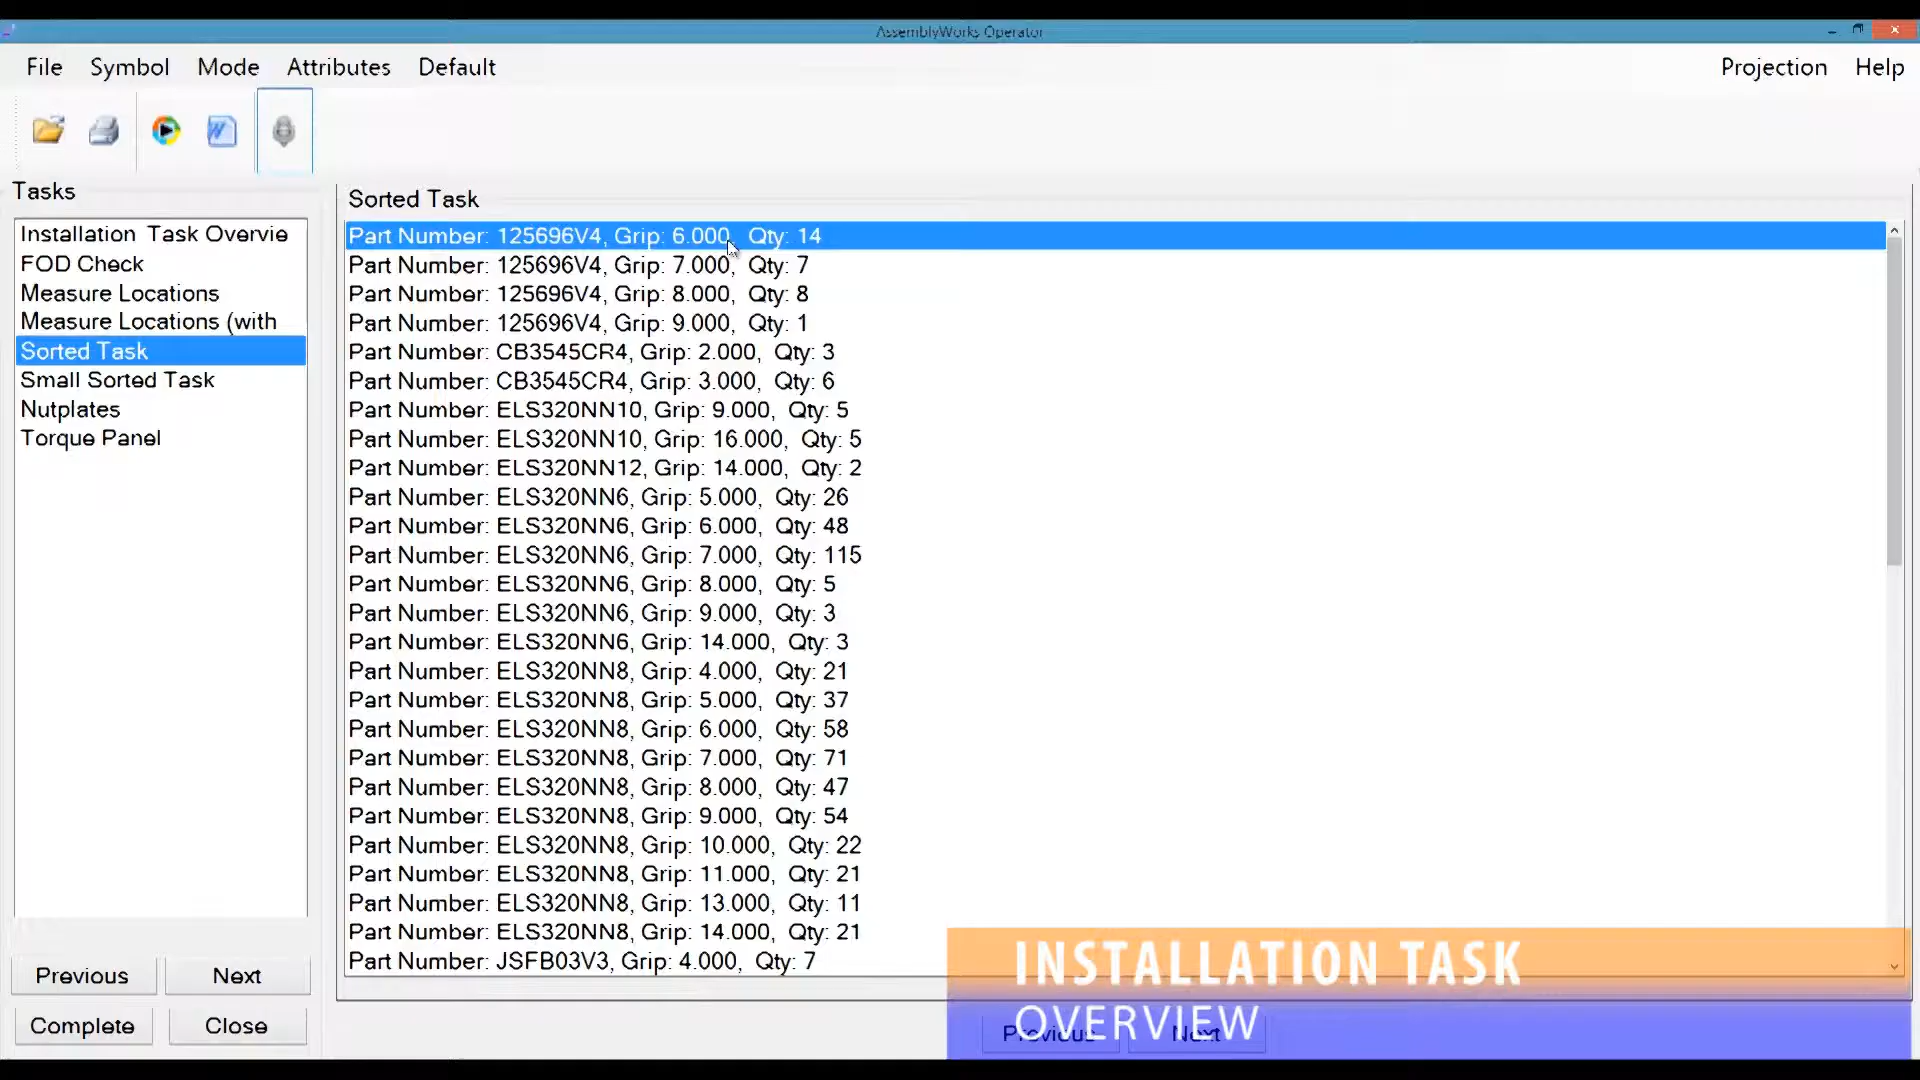 AssemblyWorks Operator
File Symbol Mode Attributes Default Projection Help
Tasks
Installation Task Overvie
FOD Check
Measure Locations
Measure Locations (with
Sorted Task
Small Sorted Task
Nutplates
Torque Panel
Previous Next
Complete Close
Sorted Task
Part Number: 125696V4, Grip: 6.000, Qty: 14
Part Number: 125696V4, Grip: 7.000, Qty: 7
Part Number: 125696V4, Grip: 8.000, Qty: 8
Part Number: 125696V4, Grip: 9.000, Qty: 1
Part Number: CB3545CR4, Grip: 2.000, Qty: 3
Part Number: CB3545CR4, Grip: 3.000, Qty: 6
Part Number: ELS320NN10, Grip: 9.000, Qty: 5
Part Number: ELS320NN10, Grip: 16.000, Qty: 5
Part Number: ELS320NN12, Grip: 14.000, Qty: 2
Part Number: ELS320NN6, Grip: 5.000, Qty: 26
Part Number: ELS320NN6, Grip: 6.000, Qty: 48
Part Number: ELS320NN6, Grip: 7.000, Qty: 115
Part Number: ELS320NN6, Grip: 8.000, Qty: 5
Part Number: ELS320NN6, Grip: 9.000, Qty: 3
Part Number: ELS320NN6, Grip: 14.000, Qty: 3
Part Number: ELS320NN8, Grip: 4.000, Qty: 21
Part Number: ELS320NN8, Grip: 5.000, Qty: 37
Part Number: ELS320NN8, Grip: 6.000, Qty: 58
Part Number: ELS320NN8, Grip: 7.000, Qty: 71
Part Number: ELS320NN8, Grip: 8.000, Qty: 47
Part Number: ELS320NN8, Grip: 9.000, Qty: 54
Part Number: ELS320NN8, Grip: 10.000, Qty: 22
Part Number: ELS320NN8, Grip: 11.000, Qty: 21
Part Number: ELS320NN8, Grip: 13.000, Qty: 11
Part Number: ELS320NN8, Grip: 14.000, Qty: 21
Part Number: JSFB03V3, Grip: 4.000, Qty: 7
INSTALLATION TASK
OVERVIEW
Previous Next